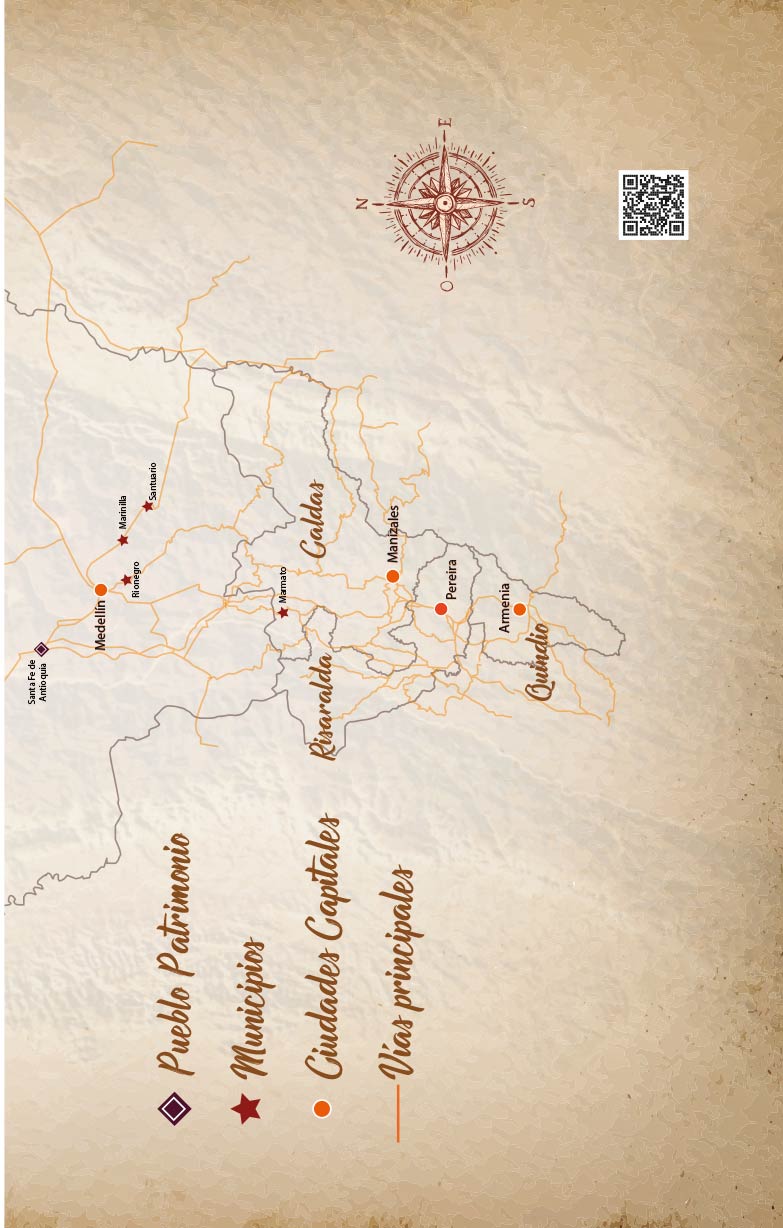 Santa Fe de
Antioquia
Medellín
Rionegro
Marinilla
Santuario
Marmato
Caldas
Risaralda
Manizales
Pereira
Armenia
Quindío
Pueblo Patrimonio
Municipios
Ciudades Capitales
Vías principales
N
O
E
S